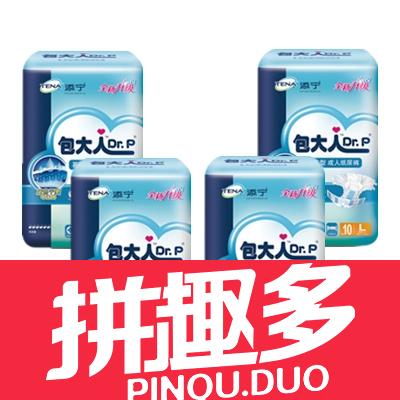 TENA 添宁
全新升级
包大人Dr.P
TENA 添宁
全新升级
包大人Dr.P
型 成人纸尿裤
10 L
TENA 添宁
全新升级
包大人Dr.P
TENA 添宁
全新升级
包大人Dr.P
拼趣多
PINQU.DUO